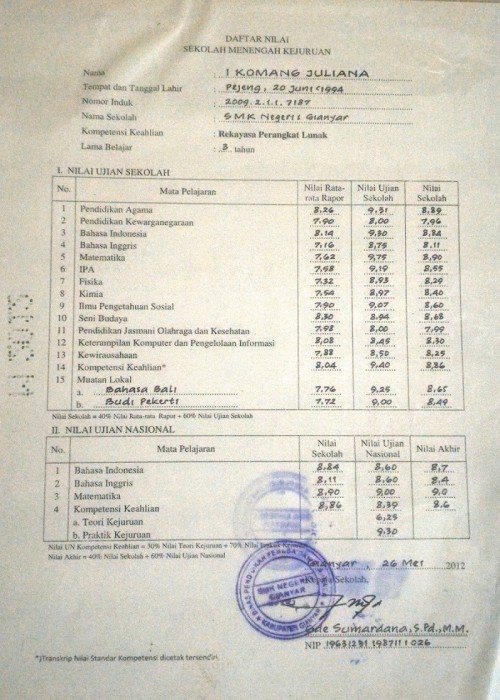 DAFTAR NILAI
SEKOLAH MENENGAH KEJURUAN
Nama : I KOMANG JULIANA
Tempat dan Tanggal Lahir : Pejeng, 20 Juni 1994
Nomor Induk : 2009.2.1.1.7187
Nama Sekolah : SMK Negeri 1 Gianyar
Kompetensi Keahlian : Rekayasa Perangkat Lunak
Lama Belajar : 3 tahun
I. NILAI UJIAN SEKOLAH
No. Mata Pelajaran Nilai Rata-rata Rapor Nilai Ujian Sekolah Nilai Sekolah
1 Pendidikan Agama 8,26 9,31 8,89
2 Pendidikan Kewarganegaraan 7,90 8,00 7,96
3 Bahasa Indonesia 8,14 9,30 8,84
4 Bahasa Inggris 7,16 8,75 8,11
5 Matematika 7,62 9,75 8,90
6 IPA 7,58 9,19 8,55
7 Fisika 7,32 8,93 8,29
8 Kimia 7,54 8,97 8,40
9 Ilmu Pengetahuan Sosial 7,90 9,07 8,60
10 Seni Budaya 8,30 8,94 8,68
11 Pendidikan Jasmani Olahraga dan Kesehatan 7,98 8,00 7,99
12 Keterampilan Komputer dan Pengelolaan Informasi 8,08 8,45 8,30
13 Kewirausahaan 7,88 8,50 8,25
14 Kompetensi Keahlian* 8,04 9,40 8,86
15 Muatan Lokal
a. Bahasa Bali 7,76 9,25 8,65
b. Budi Pekerti 7,72 9,00 8,49
Nilai Sekolah = 40% Nilai Rata-rata Rapor + 60% Nilai Ujian Sekolah
II. NILAI UJIAN NASIONAL
No. Mata Pelajaran Nilai Sekolah Nilai Ujian Nasional Nilai Akhir
1 Bahasa Indonesia 8,84 8,60 8,7
2 Bahasa Inggris 8,11 8,60 8,4
3 Matematika 8,90 9,00 9,0
4 Kompetensi Keahlian 8,86 8,39 8,6
a. Teori Kejuruan 6,25
b. Praktik Kejuruan 9,30
Nilai UN Kompetensi Keahlian = 30% Nilai Teori Kejuruan + 70% Nilai Praktik Kejuruan
Nilai Akhir = 40% Nilai Sekolah + 60% Nilai Ujian Nasional
Gianyar, 26 Mei 2012
Kepala Sekolah,
SMK NEGERI
GIANYAR
KABUPATEN GIANYAR
Gde Sumardana, S.Pd., M.M.
NIP 19631231 198711 1 026
*)Transkrip Nilai Standar Kompetensi dicetak tersendiri.